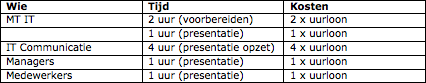 Wie Tijd Kosten
MT IT 2 uur (voorbereiden) 2 x uurloon
1 uur (presentatie) 1 x uurloon
IT Communicatie 4 uur (presentatie opzet) 4 x uurloon
Managers 1 uur (presentatie) 1 x uurloon
Medewerkers 1 uur (presentatie) 1 x uurloon